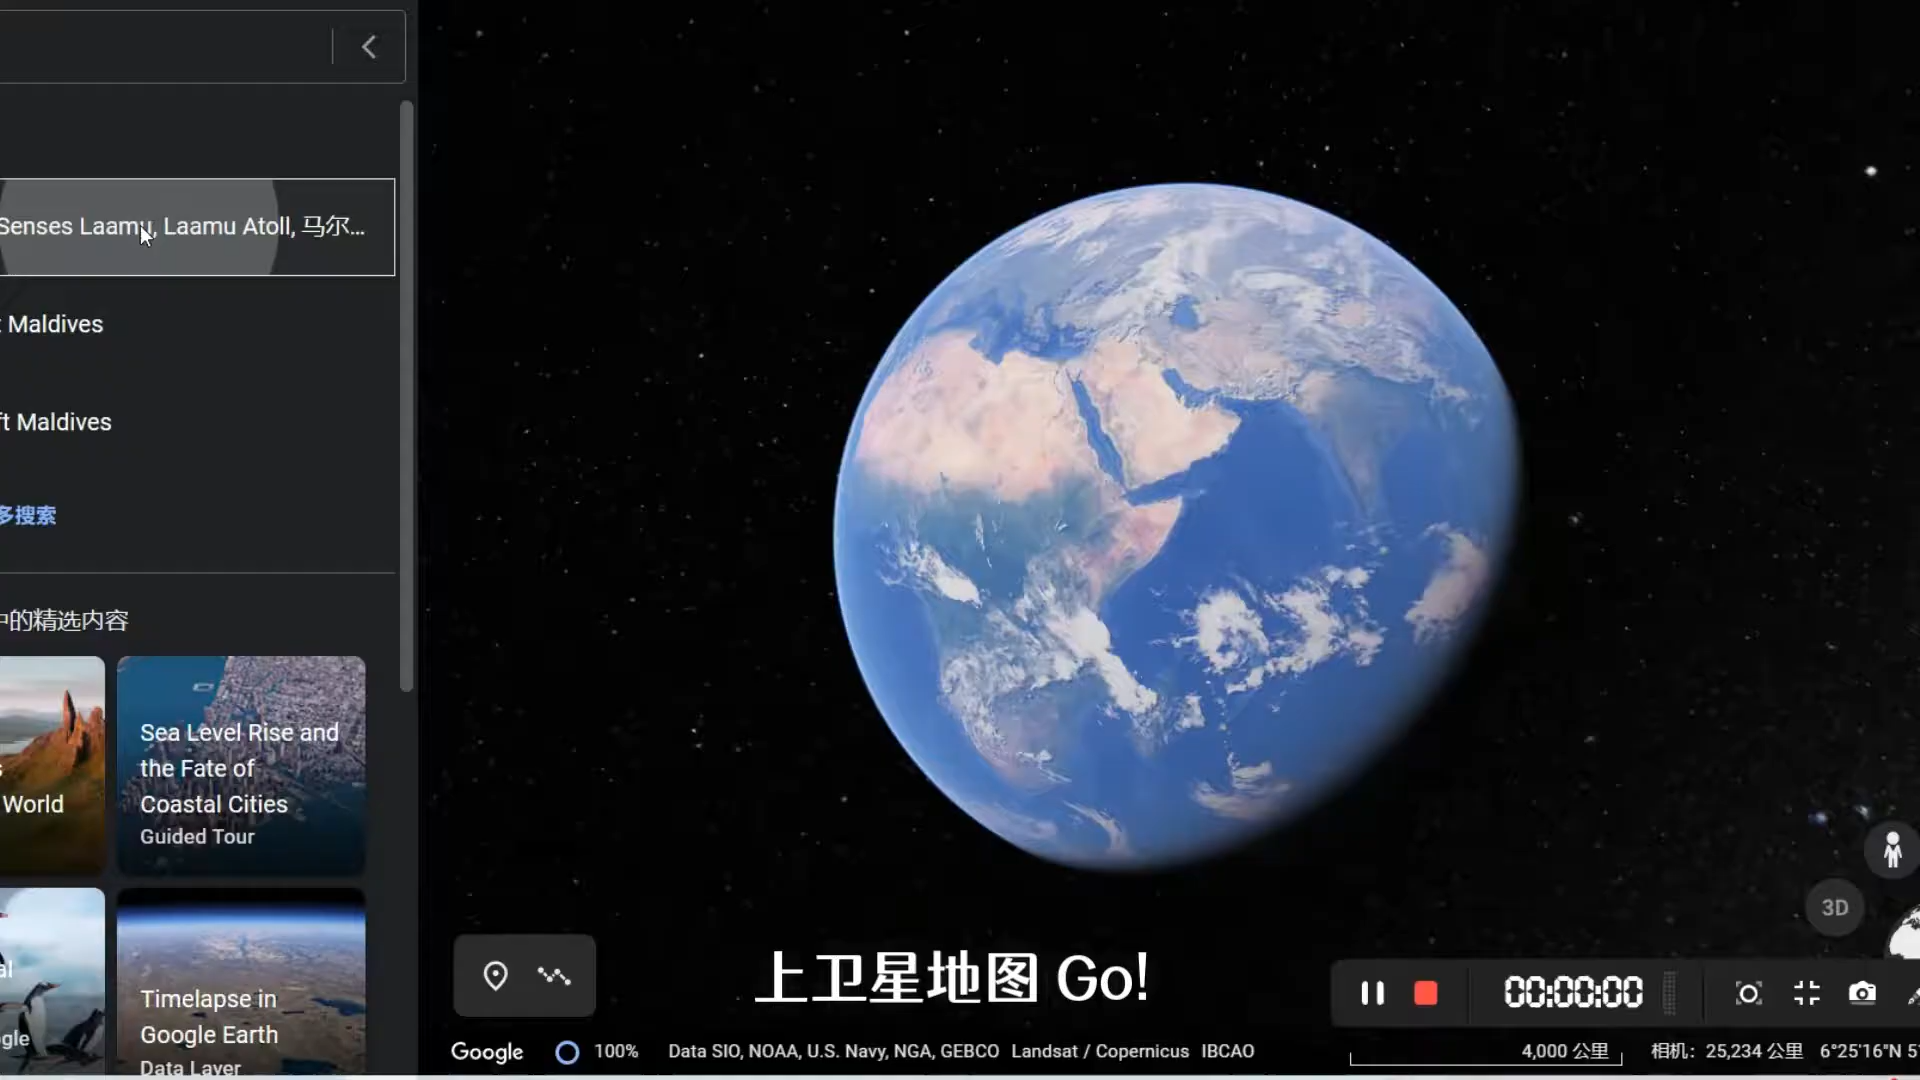 Senses Laamu, Laamu Atoll, 马尔...
Maldives
ft Maldives
多搜索
中的精选内容
World
Sea Level Rise and
the Fate of
Coastal Cities
Guided Tour
Timelapse in
Google Earth
Data Layer
上卫星地图 Go!
00:00:00
3D
Google
100%
Data SIO, NOAA, U.S. Navy, NGA, GEBCO Landsat / Copernicus IBCAO
4,000 公里
相机: 25,234 公里
6°25'16"N 5